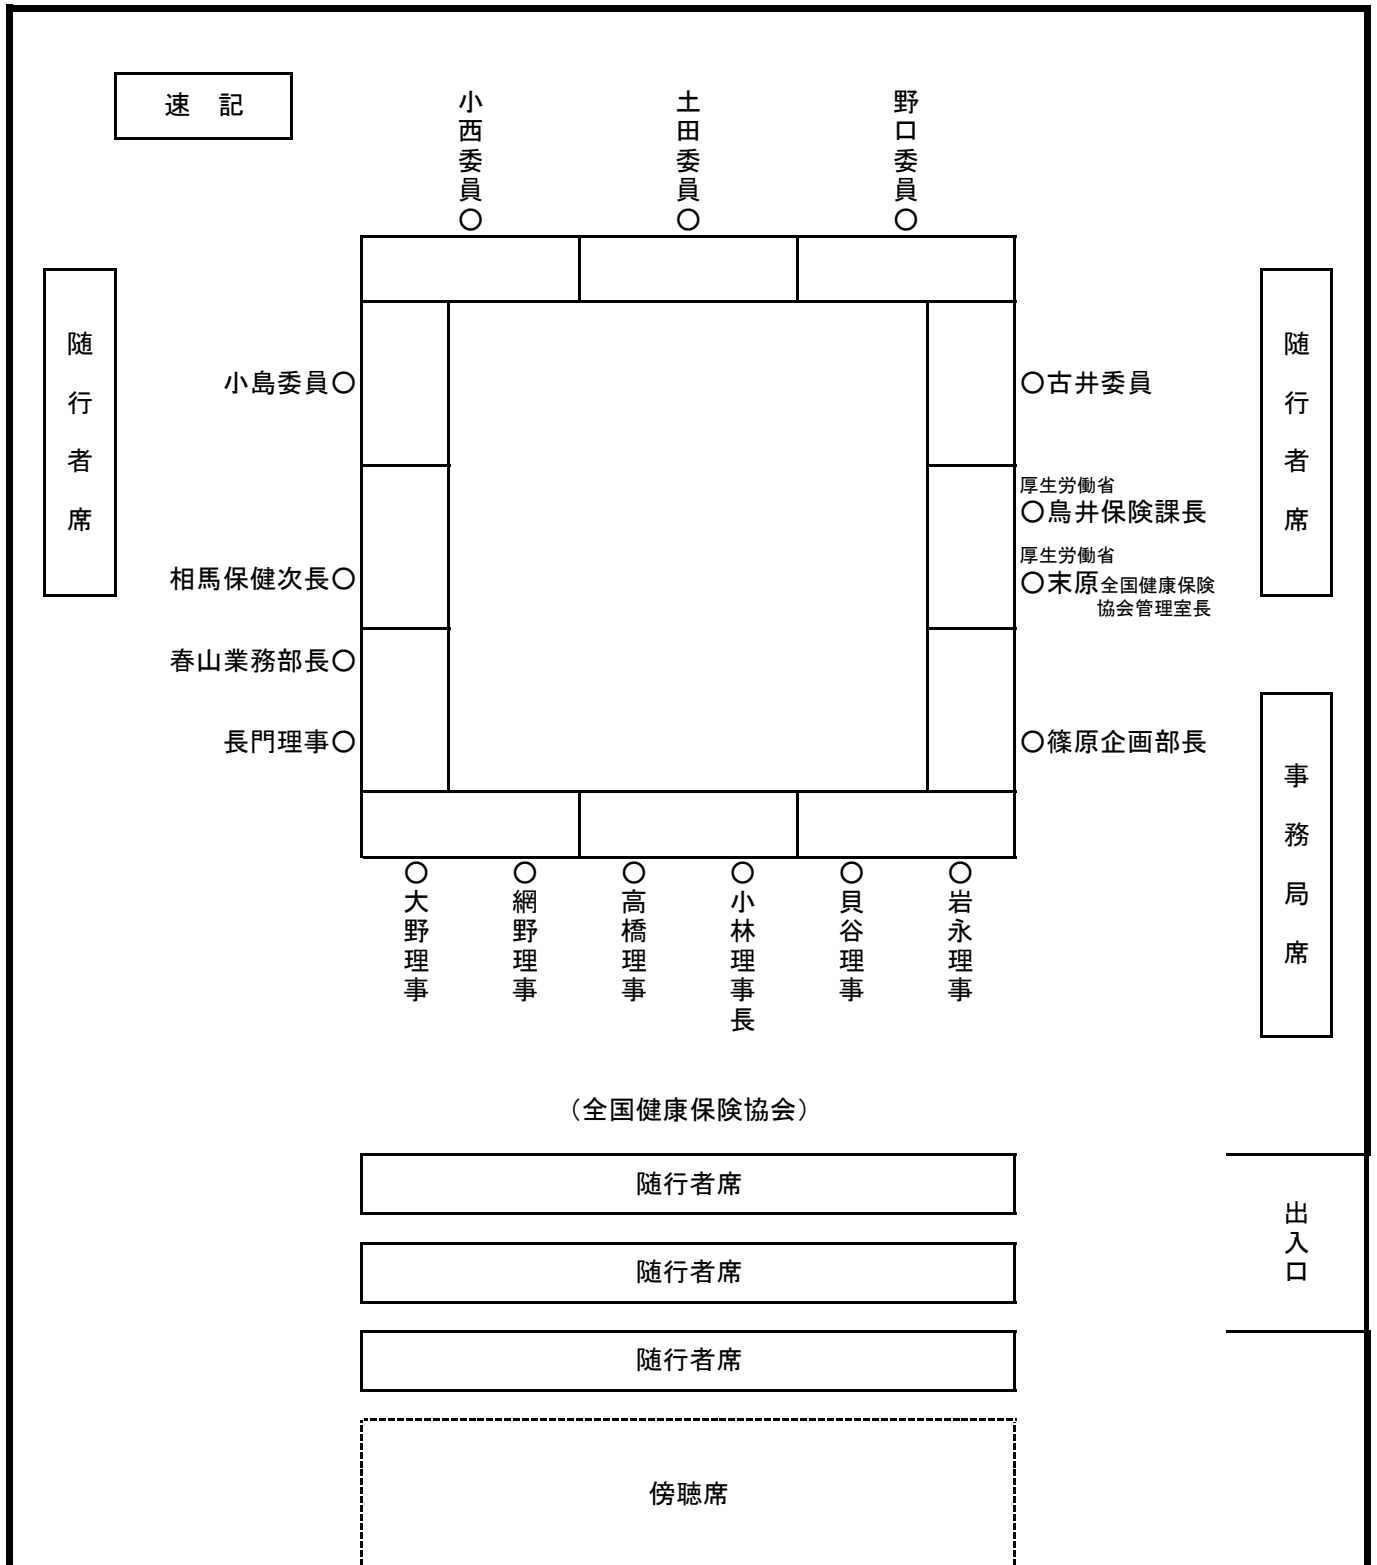 速　記
小西委員○
土田委員○
野口委員○
随行者席
随行者席
小島委員○
○古井委員
厚生労働省
○鳥井保険課長
厚生労働省
○末原全国健康保険
協会管理室長
相馬保健次長○
春山業務部長○
長門理事○
○篠原企画部長
事務局席
○大野理事
○網野理事
○高橋理事
○小林理事長
○貝谷理事
○岩永理事
（全国健康保険協会）
随行者席
随行者席
随行者席
出入口
傍聴席